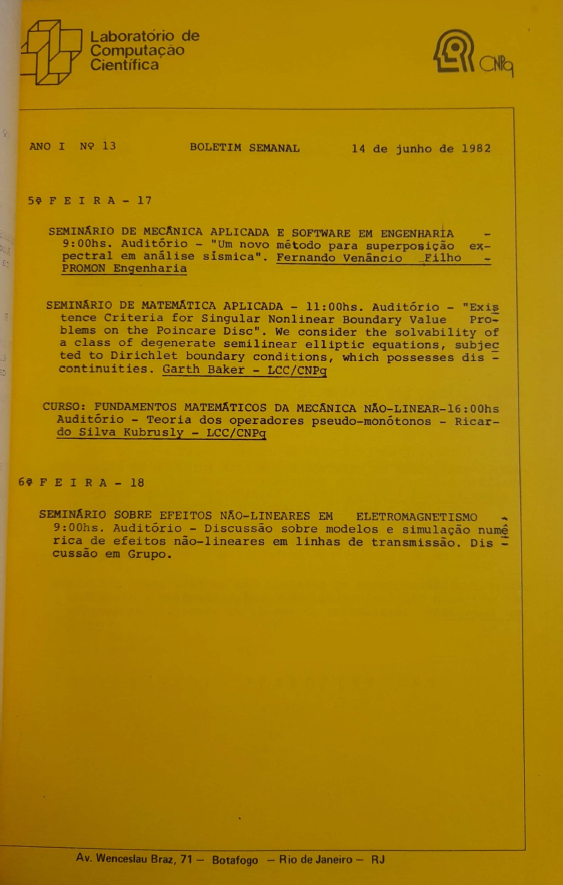 Laboratório de
Computação
Científica
CNPq
ANO I Nº 13 BOLETIM SEMANAL 14 de junho de 1982
5ª F E I R A - 17
SEMINÁRIO DE MECÂNICA APLICADA E SOFTWARE EM ENGENHARIA -
9:00hs. Auditório - "Um novo método para superposição ex-
pectral em análise sísmica". Fernando Venâncio Filho -
PROMON Engenharia
SEMINÁRIO DE MATEMÁTICA APLICADA - 11:00hs. Auditório - "Exis
tence Criteria for Singular Nonlinear Boundary Value Pro-
blems on the Poincare Disc". We consider the solvability of
a class of degenerate semilinear elliptic equations, subjec
ted to Dirichlet boundary conditions, which possesses dis -
continuities. Garth Baker - LCC/CNPq
CURSO: FUNDAMENTOS MATEMÁTICOS DA MECÂNICA NÃO-LINEAR-16:00hs
Auditório - Teoria dos operadores pseudo-monótonos - Ricar-
do Silva Kubrusly - LCC/CNPq
6ª F E I R A - 18
SEMINÁRIO SOBRE EFEITOS NÃO-LINEARES EM ELETROMAGNETISMO -
9:00hs. Auditório - Discussão sobre modelos e simulação numé
rica de efeitos não-lineares em linhas de transmissão. Dis -
cussão em Grupo.
Av. Wenceslau Braz, 71 - Botafogo - Rio de Janeiro - RJ